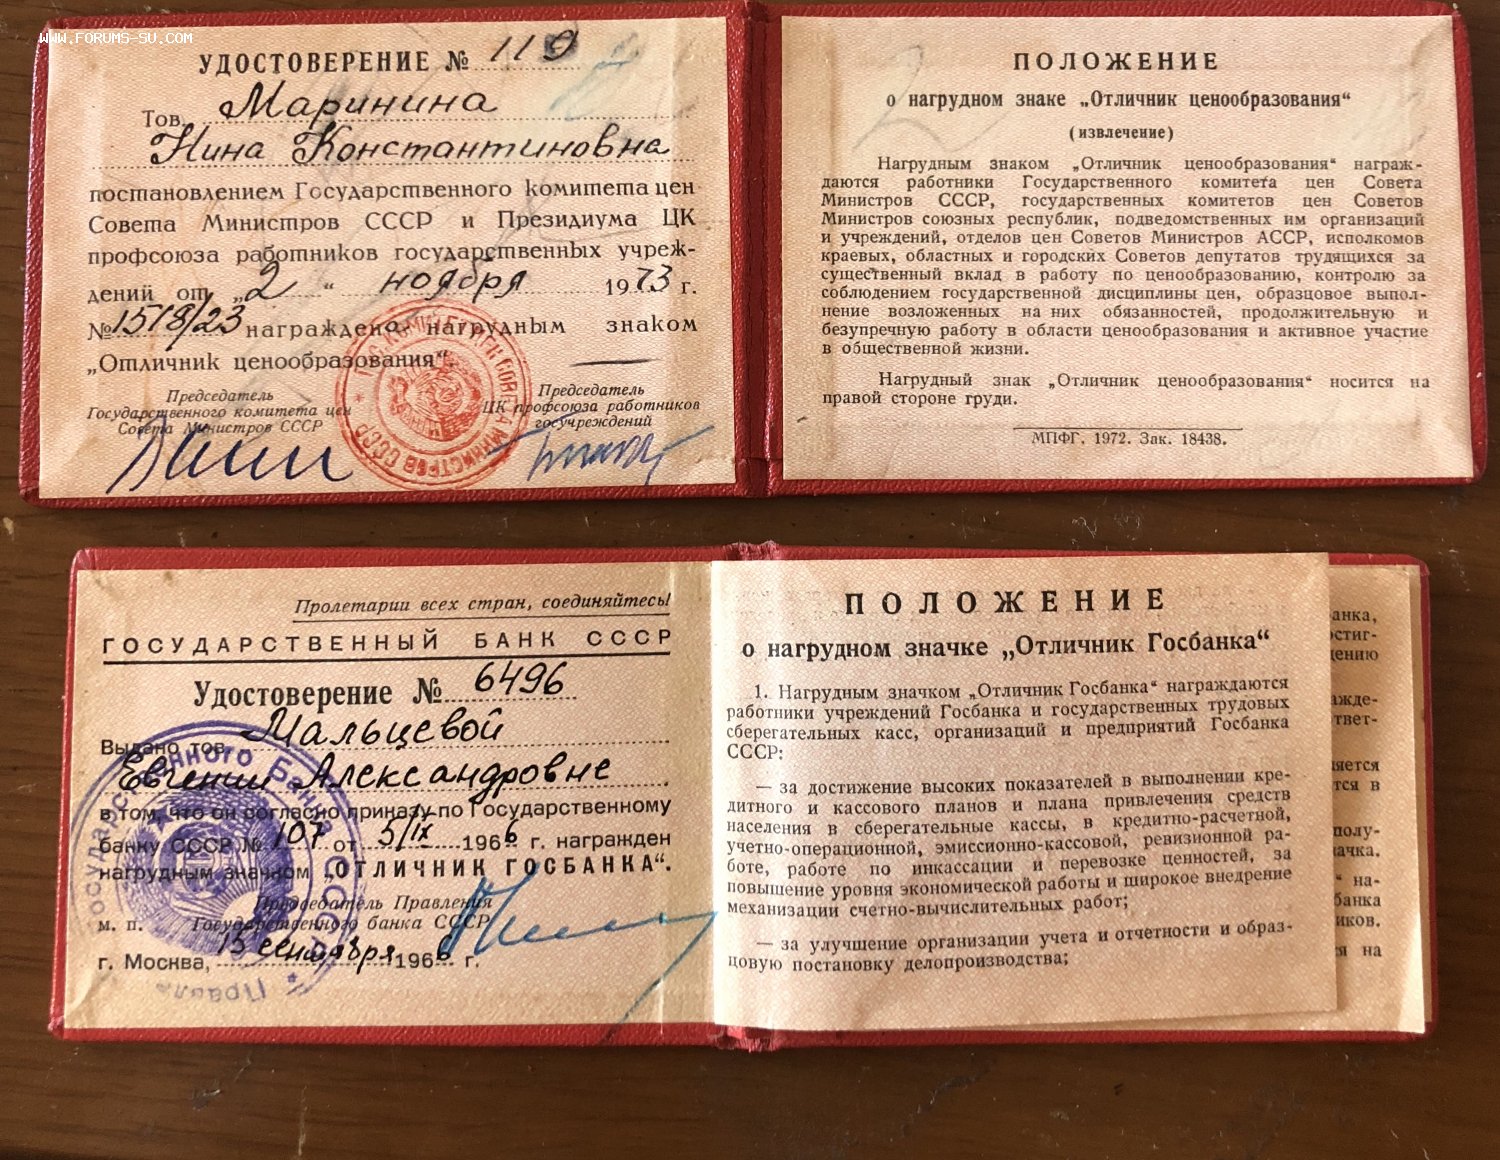 WWW.FORUMS-SU.COM
УДОСТОВЕРЕНИЕ № 119
Тов. Маринина
Нина Константиновна
постановлением Государственного комитета цен
Совета Министров СССР и Президиума ЦК
профсоюза работников государственных учреж-
дений от „2“ ноября 1973 г.
№ 1518/23 награждена нагрудным знаком
„Отличник ценообразования“.
Председатель
Государственного комитета цен
Совета Министров СССР
Председатель
ЦК профсоюза работников
госучреждений
ПОЛОЖЕНИЕ
о нагрудном знаке „Отличник ценообразования“
(извлечение)
Нагрудным знаком „Отличник ценообразования“ награж-
даются работники Государственного комитета цен Совета
Министров СССР, государственных комитетов цен Советов
Министров союзных республик, подведомственных им организаций
и учреждений, отделов цен Советов Министров АССР, исполкомов
краевых, областных и городских Советов депутатов трудящихся за
существенный вклад в работу по ценообразованию, контролю за
соблюдением государственной дисциплины цен, образцовое выпол-
нение возложенных на них обязанностей, продолжительную и
безупречную работу в области ценообразования и активное участие
в общественной жизни.
Нагрудный знак „Отличник ценообразования“ носится на
правой стороне груди.
МПФГ. 1972. Зак. 18438.
Пролетарии всех стран, соединяйтесь!
ГОСУДАРСТВЕННЫЙ БАНК СССР
Удостоверение № 6496
Выдано тов. Мальцевой
Евгении Александровне
в том, что он согласно приказу по Государственному
банку СССР № 107 от 5/IX 1966 г. награжден
нагрудным значком „ОТЛИЧНИК ГОСБАНКА“.
Председатель Правления
м. п. Государственного банка СССР
г. Москва, 15 сентября 1966 г.
ПОЛОЖЕНИЕ
о нагрудном значке „Отличник Госбанка“
1. Нагрудным значком „Отличник Госбанка“ награждаются
работники учреждений Госбанка и государственных трудовых
сберегательных касс, организаций и предприятий Госбанка
СССР:
— за достижение высоких показателей в выполнении кре-
дитного и кассового планов и плана привлечения средств
населения в сберегательные кассы, в кредитно-расчетной,
учетно-операционной, эмиссионно-кассовой, ревизионной ра-
боте, работе по инкассации и перевозке ценностей, за
повышение уровня экономической работы и широкое внедрение
механизации счетно-вычислительных работ;
— за улучшение организации учета и отчетности и образ-
цовую постановку делопроизводства;